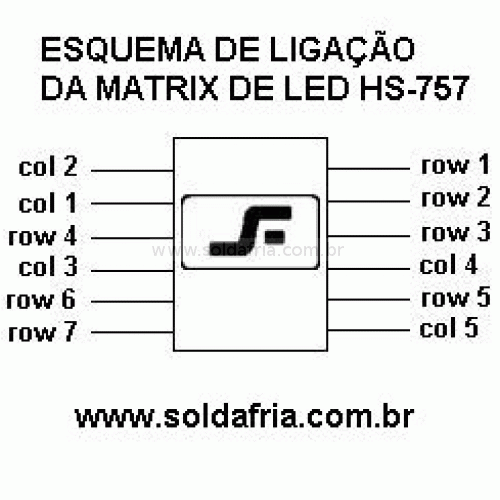 ESQUEMA DE LIGAÇÃO
DA MATRIX DE LED HS-757
col 2
row 1
col 1
row 2
row 4
row 3
www.soldafria.com.br
col 3
col 4
row 6
row 5
row 7
col 5
www.soldafria.com.br